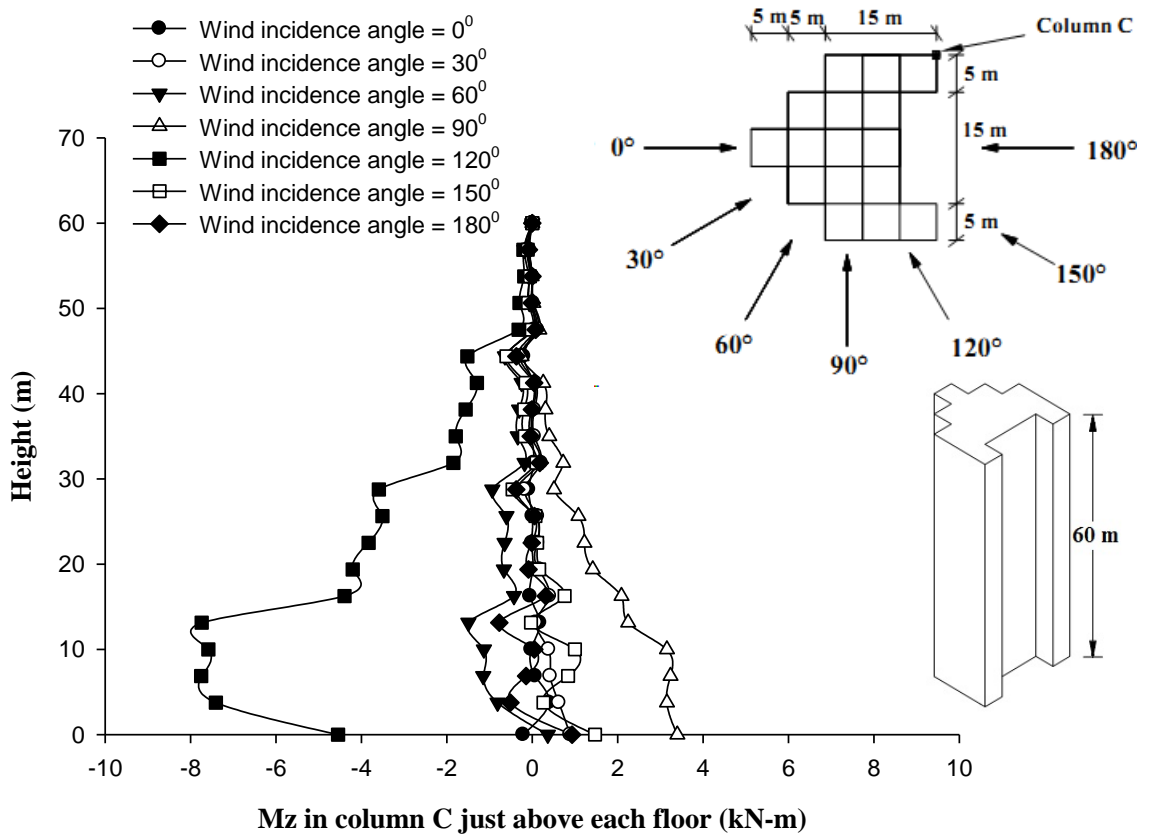 Wind incidence angle = 0⁰
Wind incidence angle = 30⁰
Wind incidence angle = 60⁰
Wind incidence angle = 90⁰
Wind incidence angle = 120⁰
Wind incidence angle = 150⁰
Wind incidence angle = 180⁰
5 m 5 m 15 m
Column C
5 m
15 m
5 m
0°
30°
60°
90°
120°
150°
180°
60 m
70
60
50
40
30
20
10
0
Height (m)
-10 -8 -6 -4 -2 0 2 4 6 8 10
Mz in column C just above each floor (kN-m)